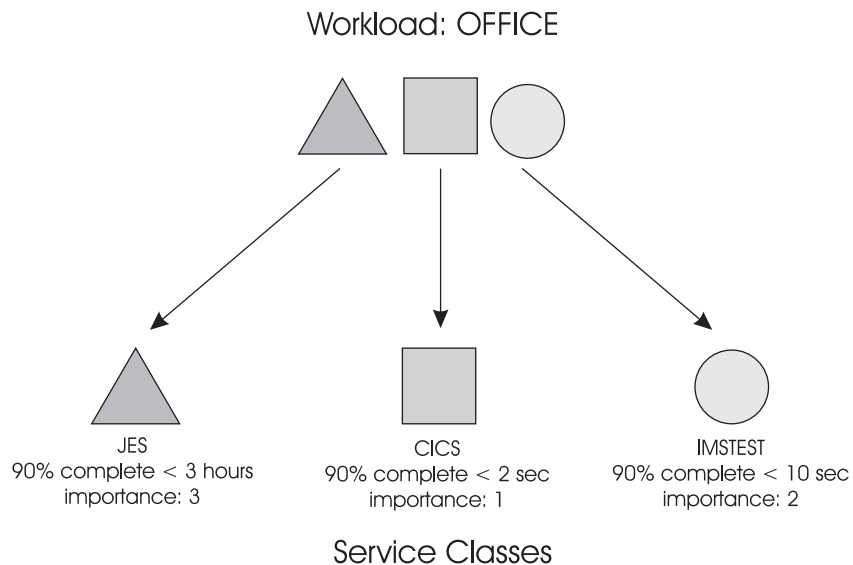 Workload: OFFICE
JES
90% complete < 3 hours
importance: 3
CICS
90% complete < 2 sec
importance: 1
IMSTEST
90% complete < 10 sec
importance: 2
Service Classes